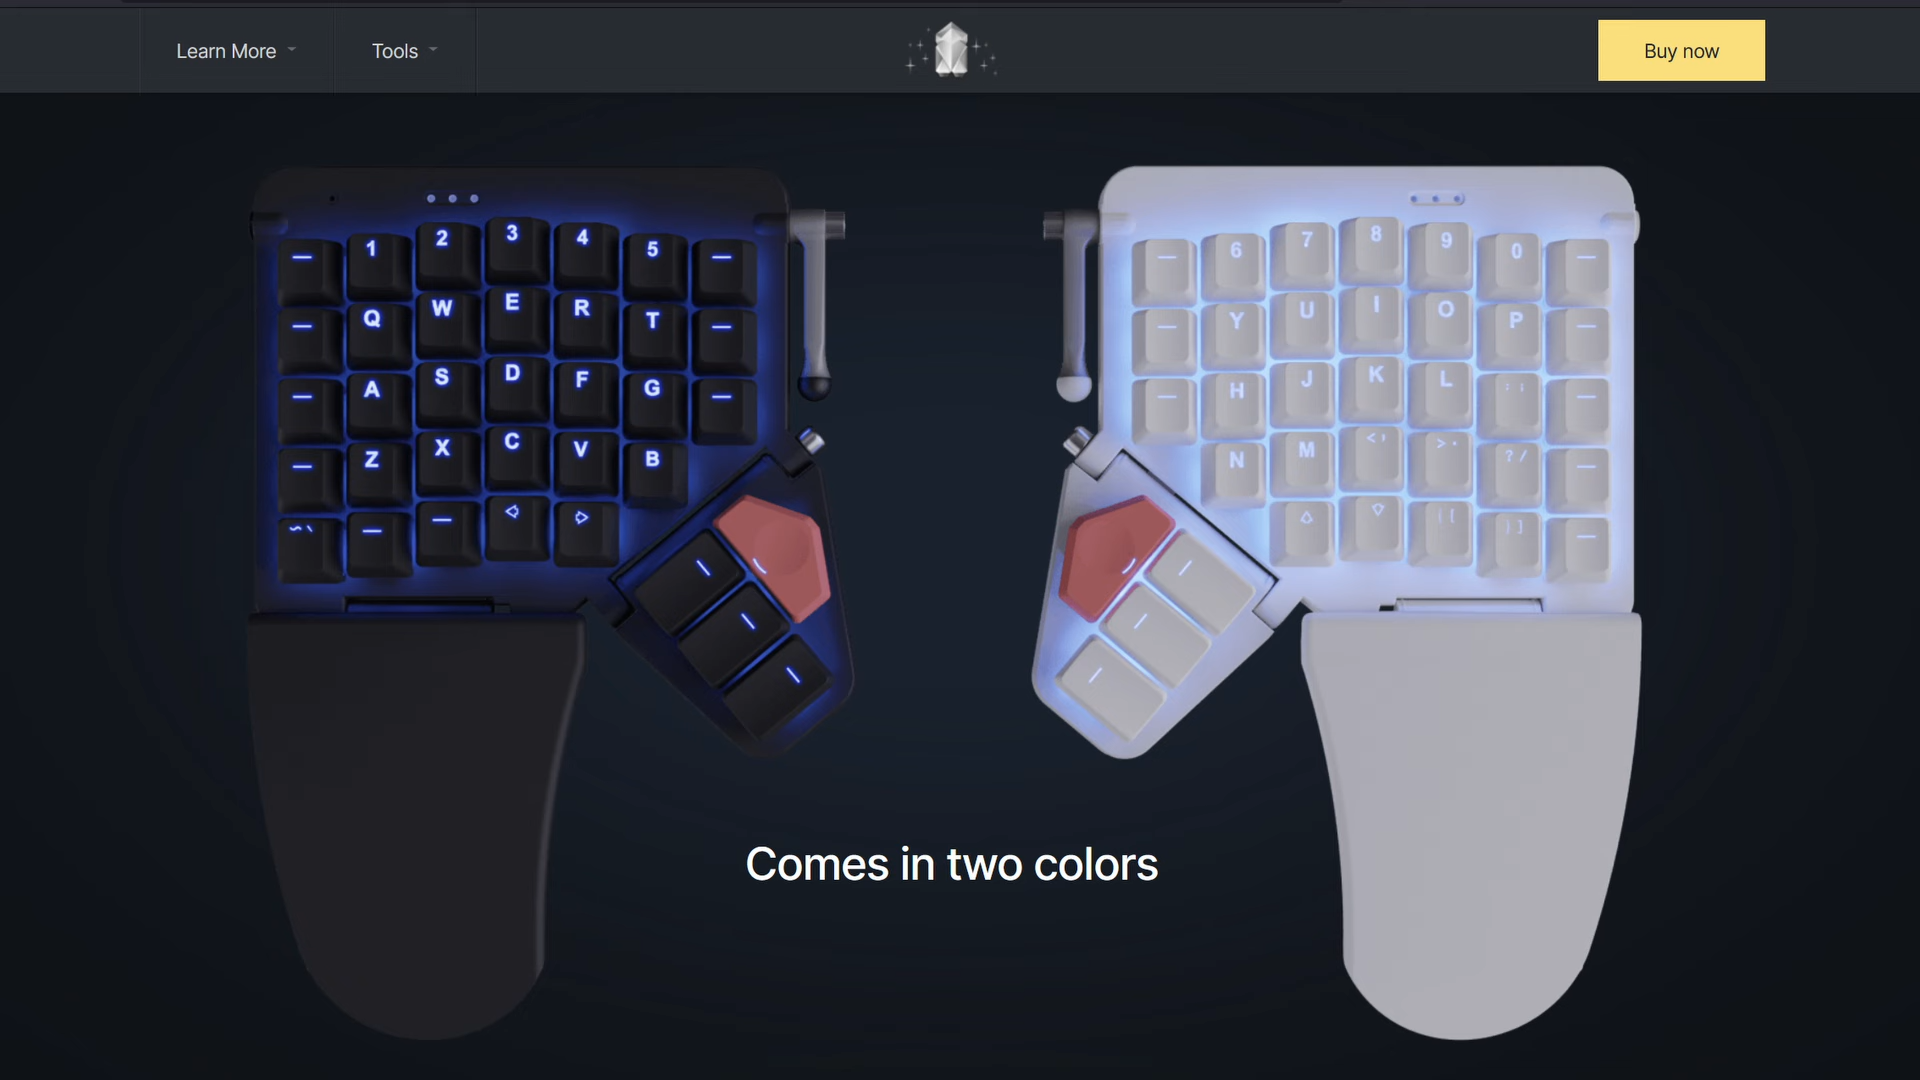 Learn More
Tools
Buy now
1 2 3 4 5
Q W E R T
A S D F G
Z X C V B
~ `
6 7 8 9 0
Y U I O P
H J K L : ;
N M < , > . ? /
{ [ } ]
Comes in two colors